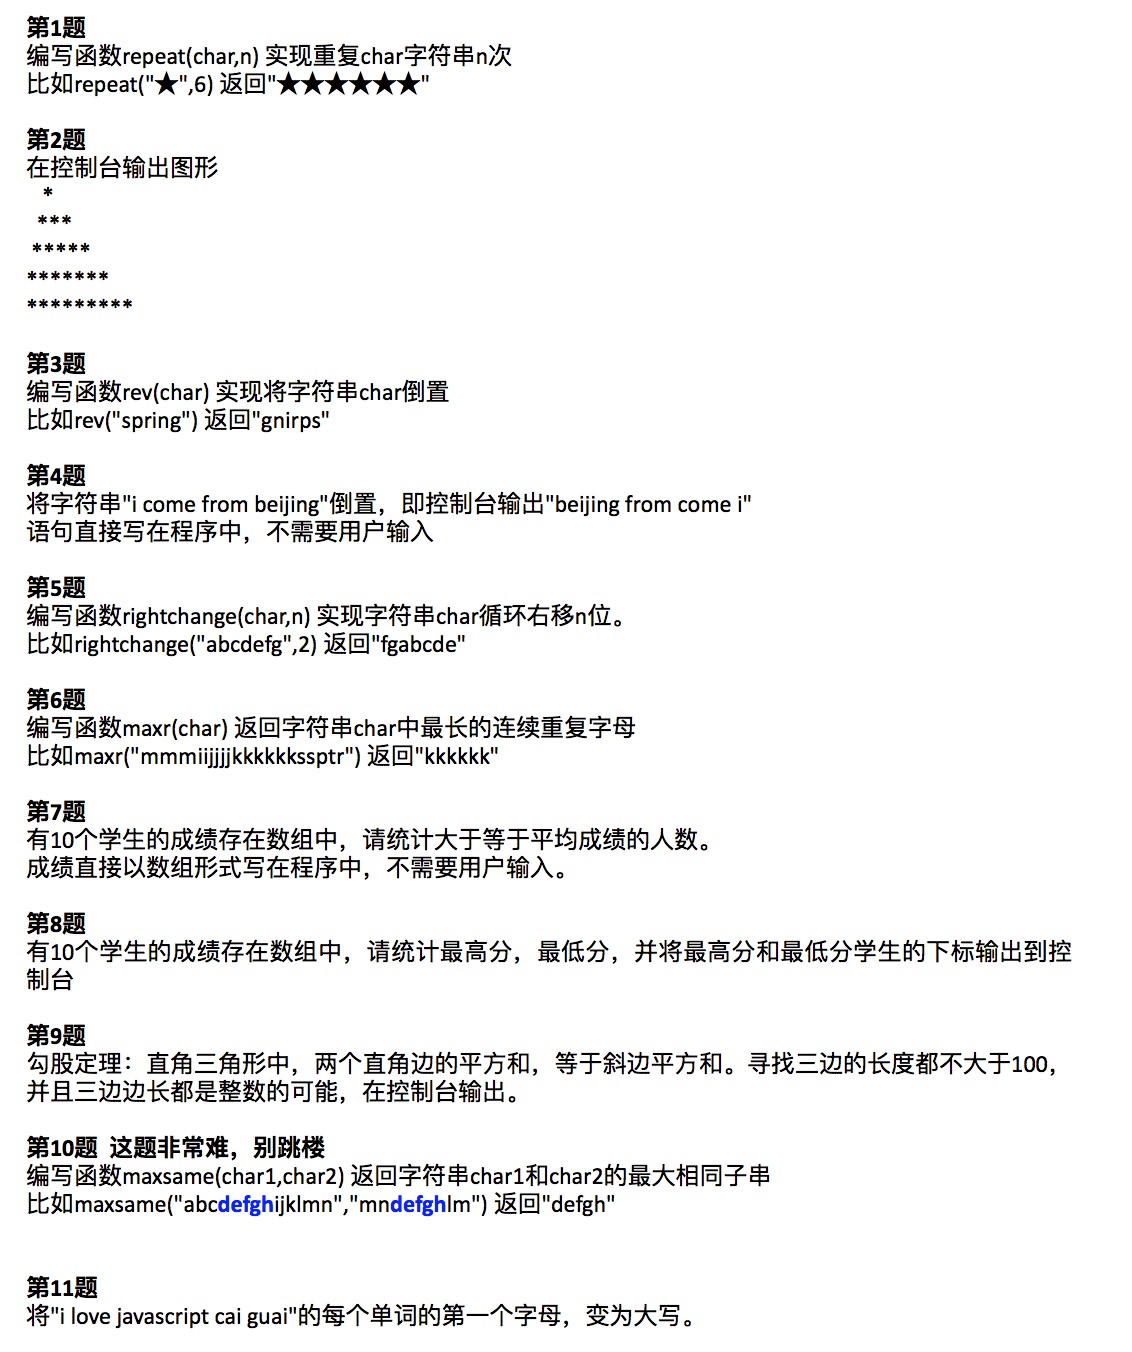 第1题
编写函数repeat(char,n) 实现重复char字符串n次
比如repeat("★",6) 返回"★★★★★★"
第2题
在控制台输出图形
*
***
*****
*******
*********
第3题
编写函数rev(char) 实现将字符串char倒置
比如rev("spring") 返回"gnirps"
第4题
将字符串"i come from beijing"倒置，即控制台输出"beijing from come i"
语句直接写在程序中，不需要用户输入
第5题
编写函数rightchange(char,n) 实现字符串char循环右移n位。
比如rightchange("abcdefg",2) 返回"fgabcde"
第6题
编写函数maxr(char) 返回字符串char中最长的连续重复字母
比如maxr("mmmiijjjjkkkkkkssptr") 返回"kkkkkk"
第7题
有10个学生的成绩存在数组中，请统计大于等于平均成绩的人数。
成绩直接以数组形式写在程序中，不需要用户输入。
第8题
有10个学生的成绩存在数组中，请统计最高分，最低分，并将最高分和最低分学生的下标输出到控
制台
第9题
勾股定理：直角三角形中，两个直角边的平方和，等于斜边平方和。寻找三边的长度都不大于100，
并且三边边长都是整数的可能，在控制台输出。
第10题 这题非常难，别跳楼
编写函数maxsame(char1,char2) 返回字符串char1和char2的最大相同子串
比如maxsame("abcdefghijklmn","mndefghlm") 返回"defgh"
第11题
将"i love javascript cai guai"的每个单词的第一个字母，变为大写。